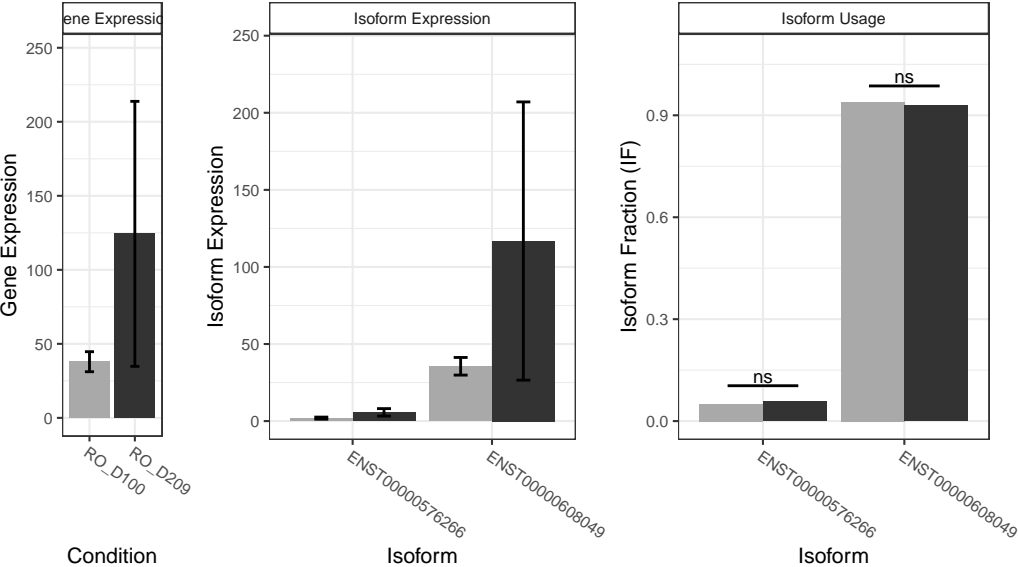 ene Expressio
Gene Expression
250
200
150
100
50
0
RO_D100
RO_D209
Condition
Isoform Expression
Isoform Expression
250
200
150
100
50
0
ENST00000576266
ENST00000608049
Isoform
Isoform Usage
Isoform Fraction (IF)
0.9
0.6
0.3
0.0
ns
ns
ENST00000576266
ENST00000608049
Isoform